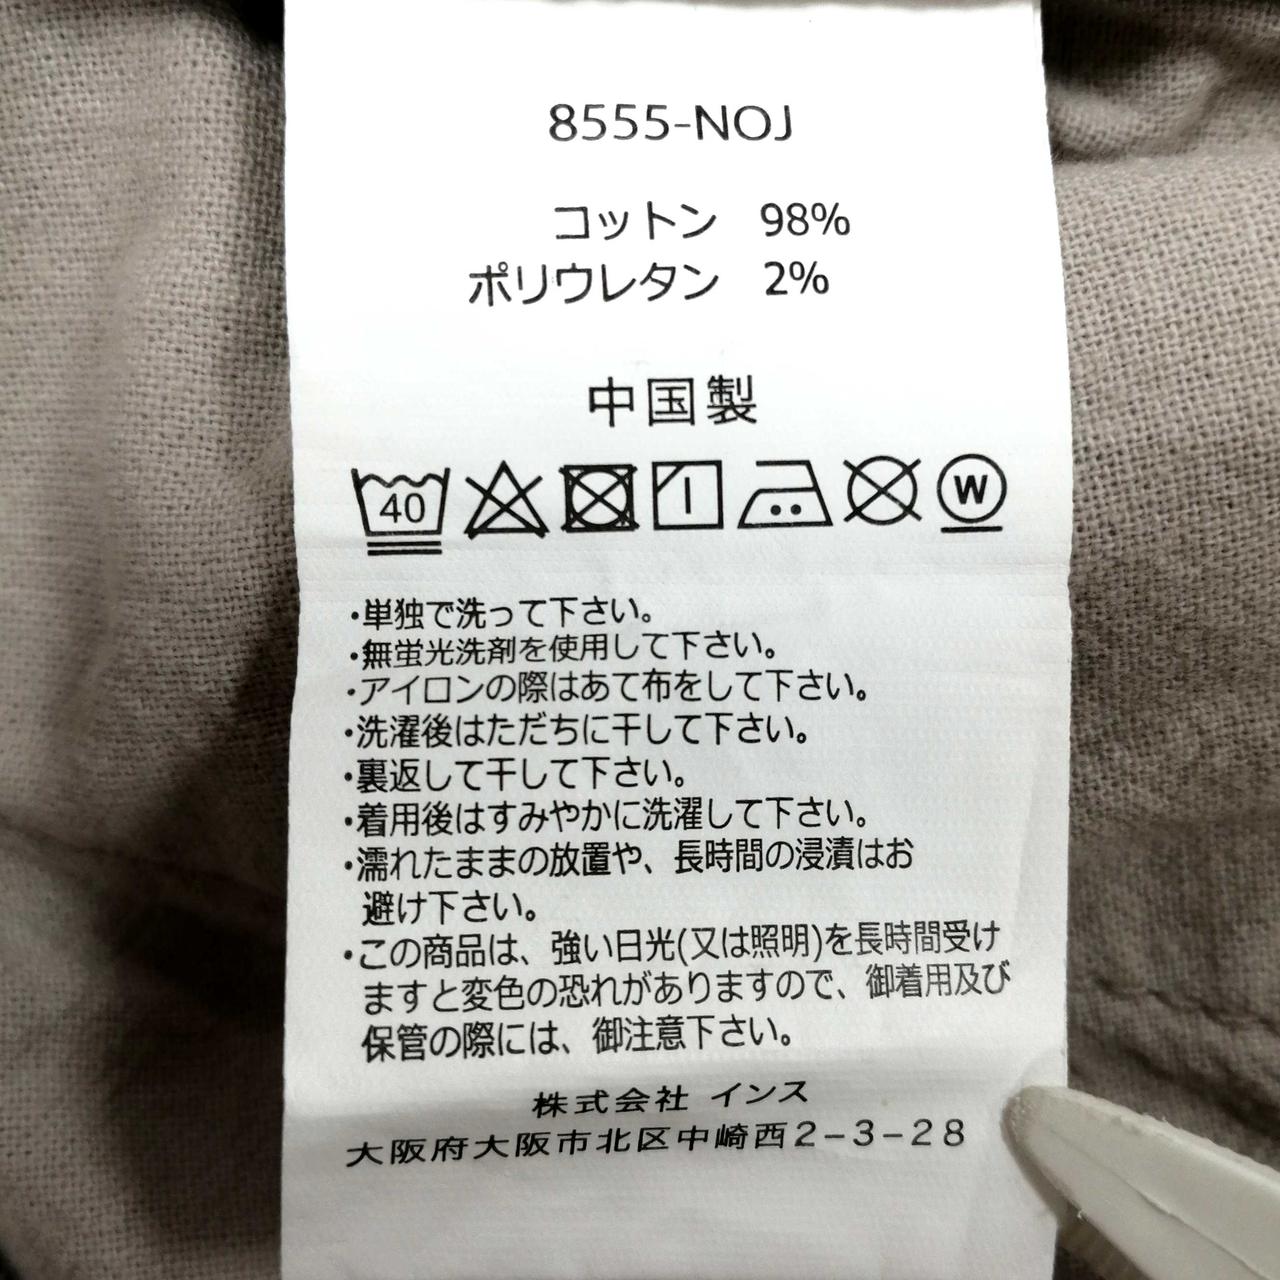 8555-NOJ
コットン 98%
ポリウレタン 2%
中国製
40 W
・単独で洗って下さい。
・無蛍光洗剤を使用して下さい。
・アイロンの際はあて布をして下さい。
・洗濯後はただちに干して下さい。
・裏返して干して下さい。
・着用後はすみやかに洗濯して下さい。
・濡れたままの放置や、長時間の浸漬はお
避け下さい。
・この商品は、強い日光(又は照明)を長時間受け
ますと変色の恐れがありますので、御着用及び
保管の際には、御注意下さい。
株式会社 インス
大阪府大阪市北区中崎西2-3-28